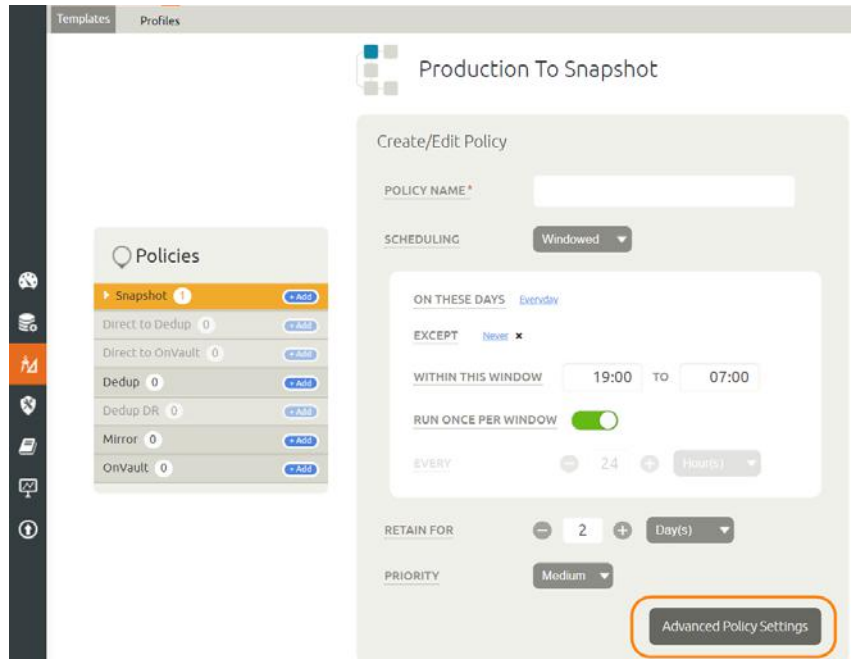 Templates Profiles
Production To Snapshot
Create/Edit Policy
POLICY NAME*
SCHEDULING Windowed
Policies
Snapshot 1 + Add
ON THESE DAYS Everyday
Direct to Dedup 0 + Add
EXCEPT Never x
Direct to OnVault 0 + Add
WITHIN THIS WINDOW 19:00 TO 07:00
Dedup 0 + Add
Dedup DR 0 + Add
RUN ONCE PER WINDOW
Mirror 0 + Add
EVERY 24 Hour(s)
OnVault 0 + Add
RETAIN FOR 2 Day(s)
PRIORITY Medium
Advanced Policy Settings